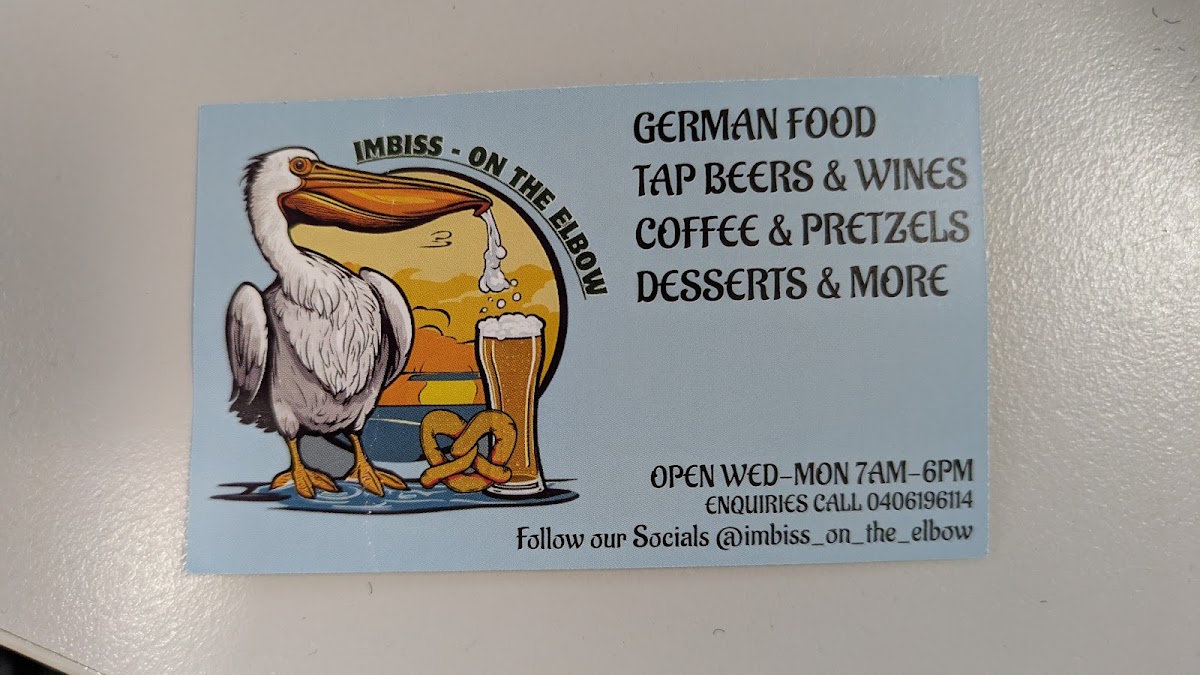 IMBISS - ON THE ELBOW
GERMAN FOOD
TAP BEERS & WINES
COFFEE & PRETZELS
DESSERTS & MORE
OPEN WED-MON 7AM-6PM
ENQUIRIES CALL 0406196114
Follow our Socials @imbiss_on_the_elbow